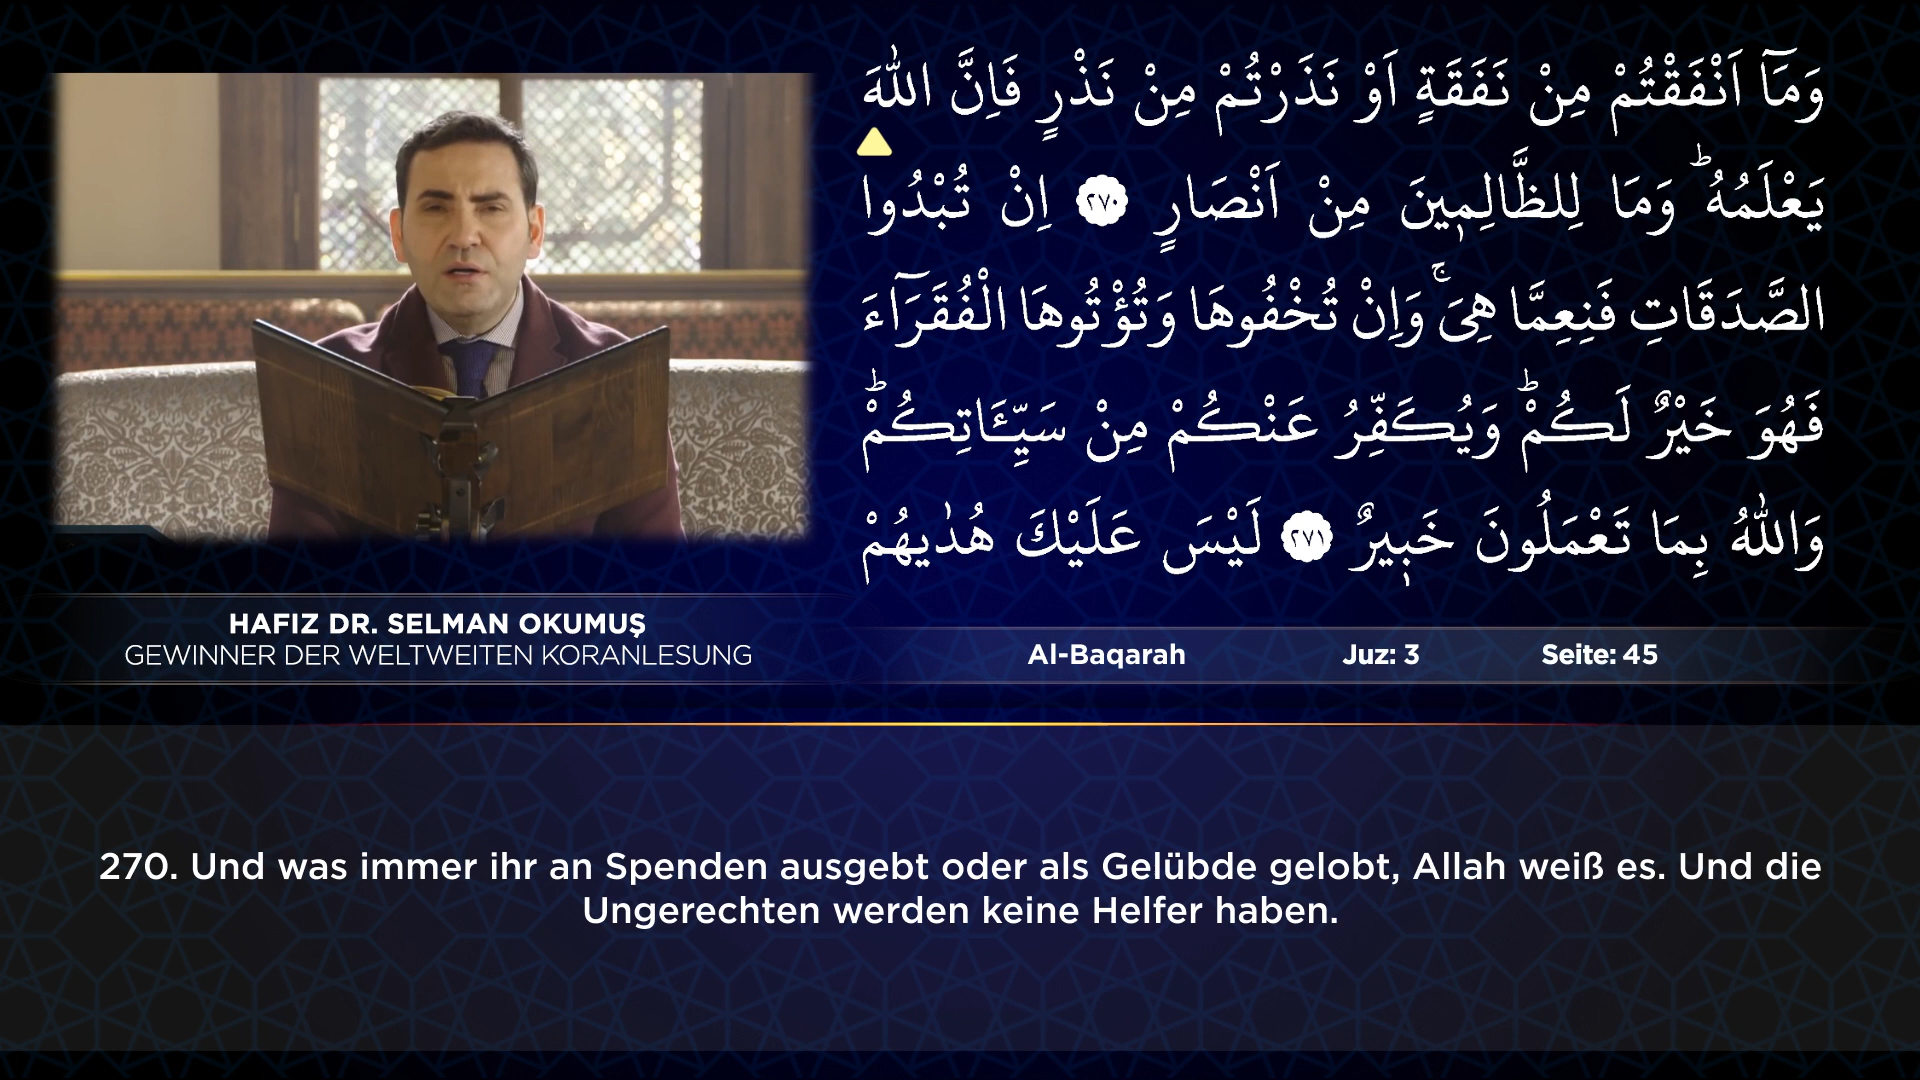 وَمَٓا اَنْفَقْتُمْ مِنْ نَفَقَةٍ اَوْ نَذَرْتُمْ مِنْ نَذْرٍ فَاِنَّ اللّٰهَ
يَعْلَمُهُۜ وَمَا لِلظَّالِم۪ينَ مِنْ اَنْصَارٍ ﴿٢٧٠﴾ اِنْ تُبْدُوا
الصَّدَقَاتِ فَنِعِمَّا هِيَۚ وَاِنْ تُخْفُوهَا وَتُؤْتُوهَا الْفُقَرَٓاءَ
فَهُوَ خَيْرٌ لَكُمْۜ وَيُكَفِّرُ عَنْكُمْ مِنْ سَيِّـَٔاتِكُمْۜ
وَاللّٰهُ بِمَا تَعْمَلُونَ خَب۪يرٌ ﴿٢٧١﴾ لَيْسَ عَلَيْكَ هُدٰيهُمْ
HAFIZ DR. SELMAN OKUMUŞ
GEWINNER DER WELTWEITEN KORANLESUNG
Al-Baqarah Juz: 3 Seite: 45
270. Und was immer ihr an Spenden ausgebt oder als Gelübde gelobt, Allah weiß es. Und die
Ungerechten werden keine Helfer haben.